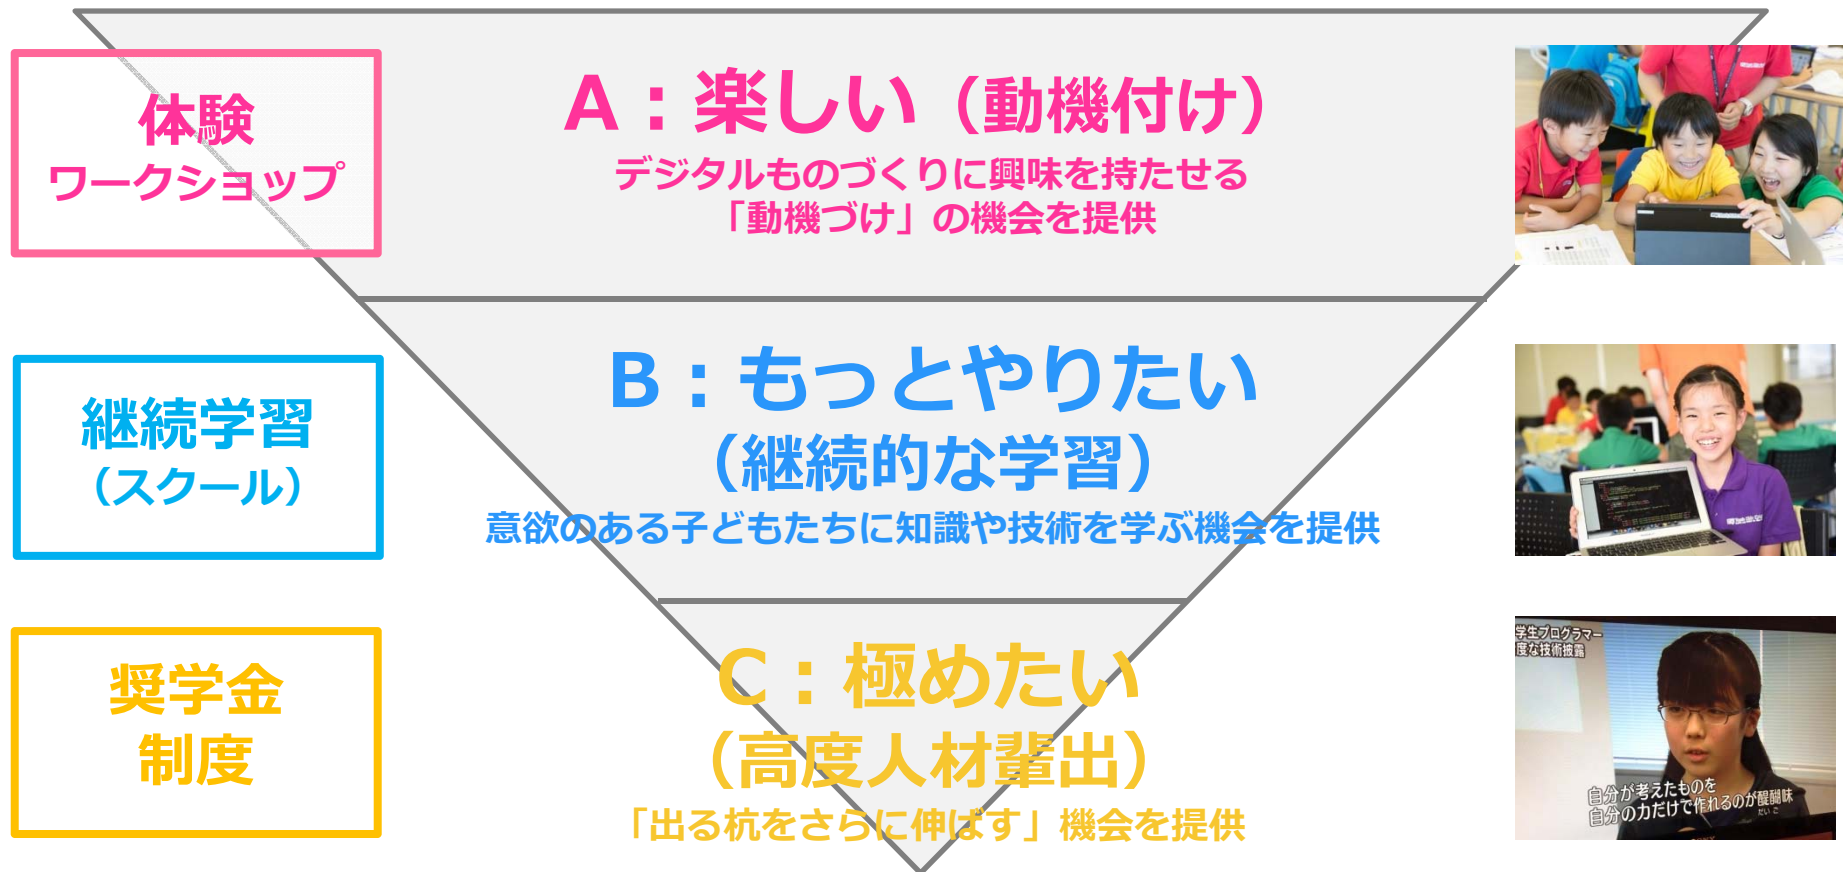 体験
ワークショップ
A：楽しい（動機付け）
デジタルものづくりに興味を持たせる
「動機づけ」の機会を提供
継続学習
（スクール）
B：もっとやりたい
（継続的な学習）
意欲のある子どもたちに知識や技術を学ぶ機会を提供
奨学金
制度
C：極めたい
（高度人材輩出）
「出る杭をさらに伸ばす」機会を提供
学生プログラマー
度な技術披露
自分が考えたものを
自分の力だけで作れるのが醍醐味
だいご